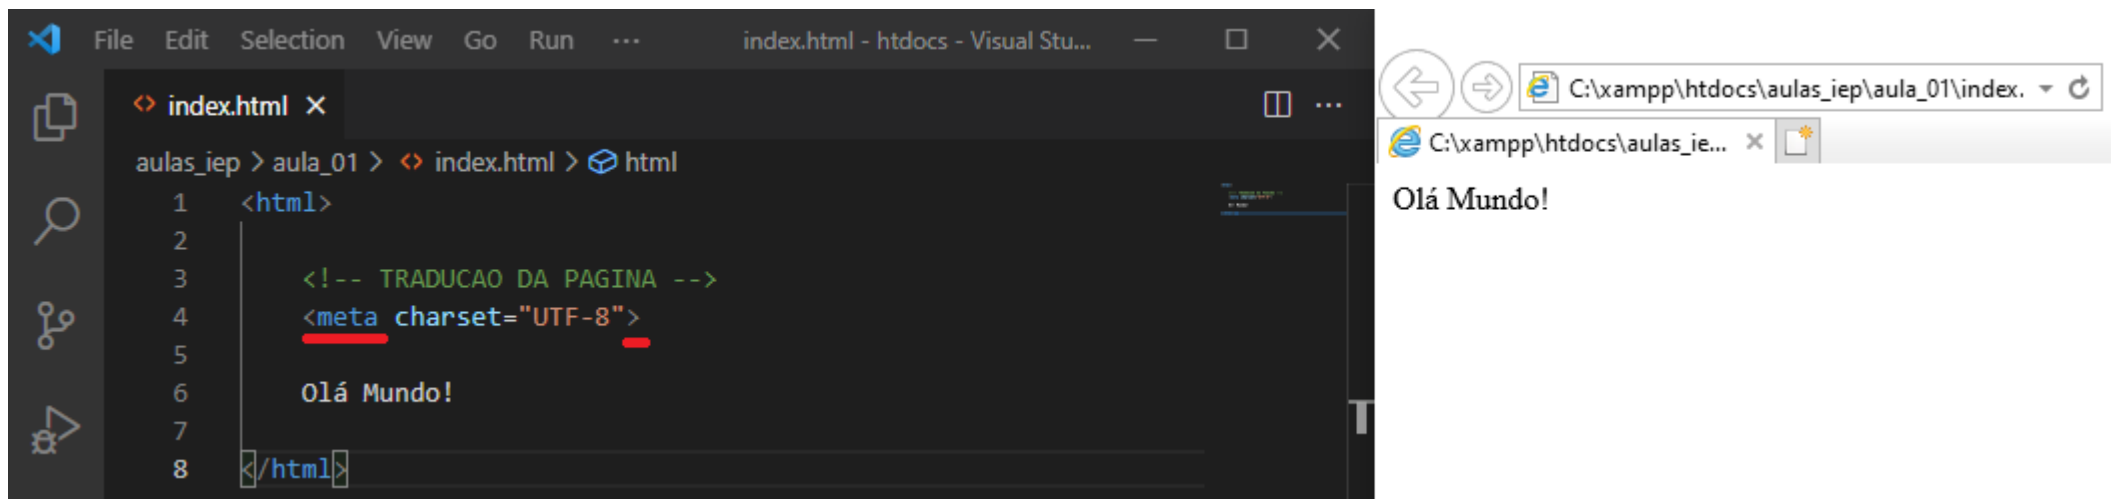 File Edit Selection View Go Run ··· index.html - htdocs - Visual Stu...
index.html
aulas_iep > aula_01 > index.html > html
1 <html>
2
3 <!-- TRADUCAO DA PAGINA -->
4 <meta charset="UTF-8">
5
6 Olá Mundo!
7
8 </html>
T
C:\xampp\htdocs\aulas_iep\aula_01\index.
C:\xampp\htdocs\aulas_ie...
Olá Mundo!